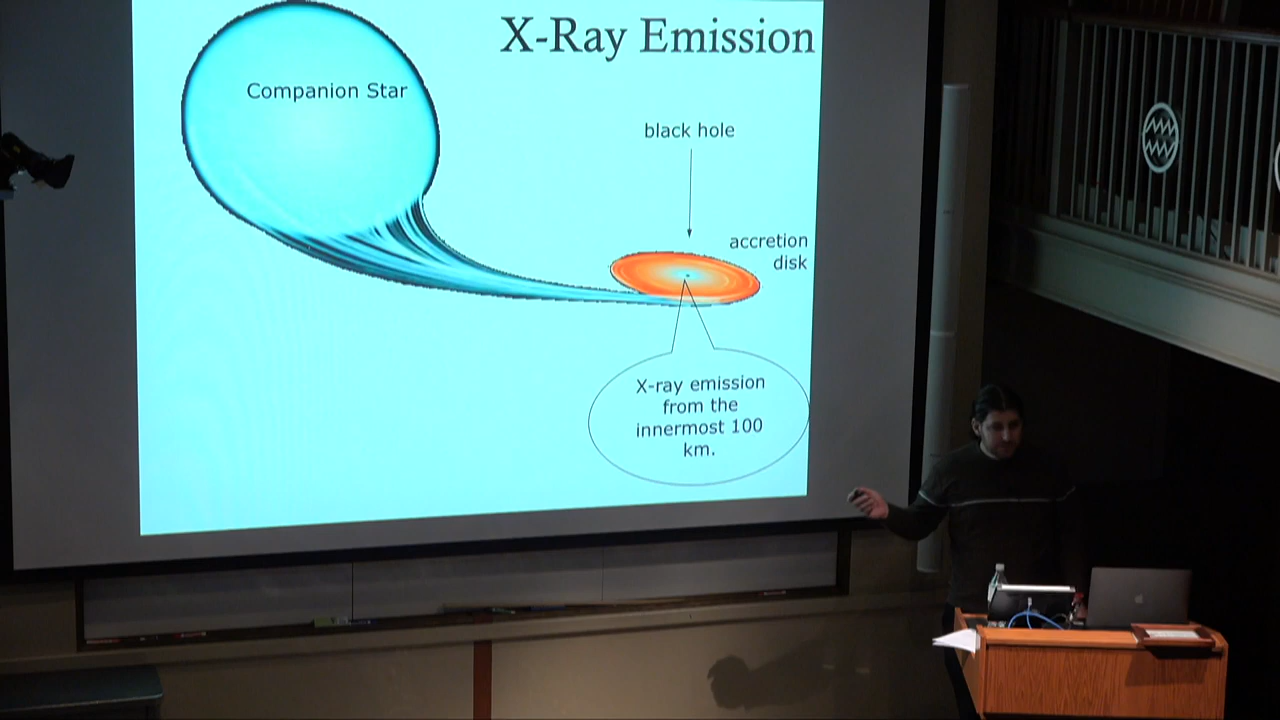 X-Ray Emission
Companion Star
black hole
accretion
disk
X-ray emission
from the
innermost 100
km.